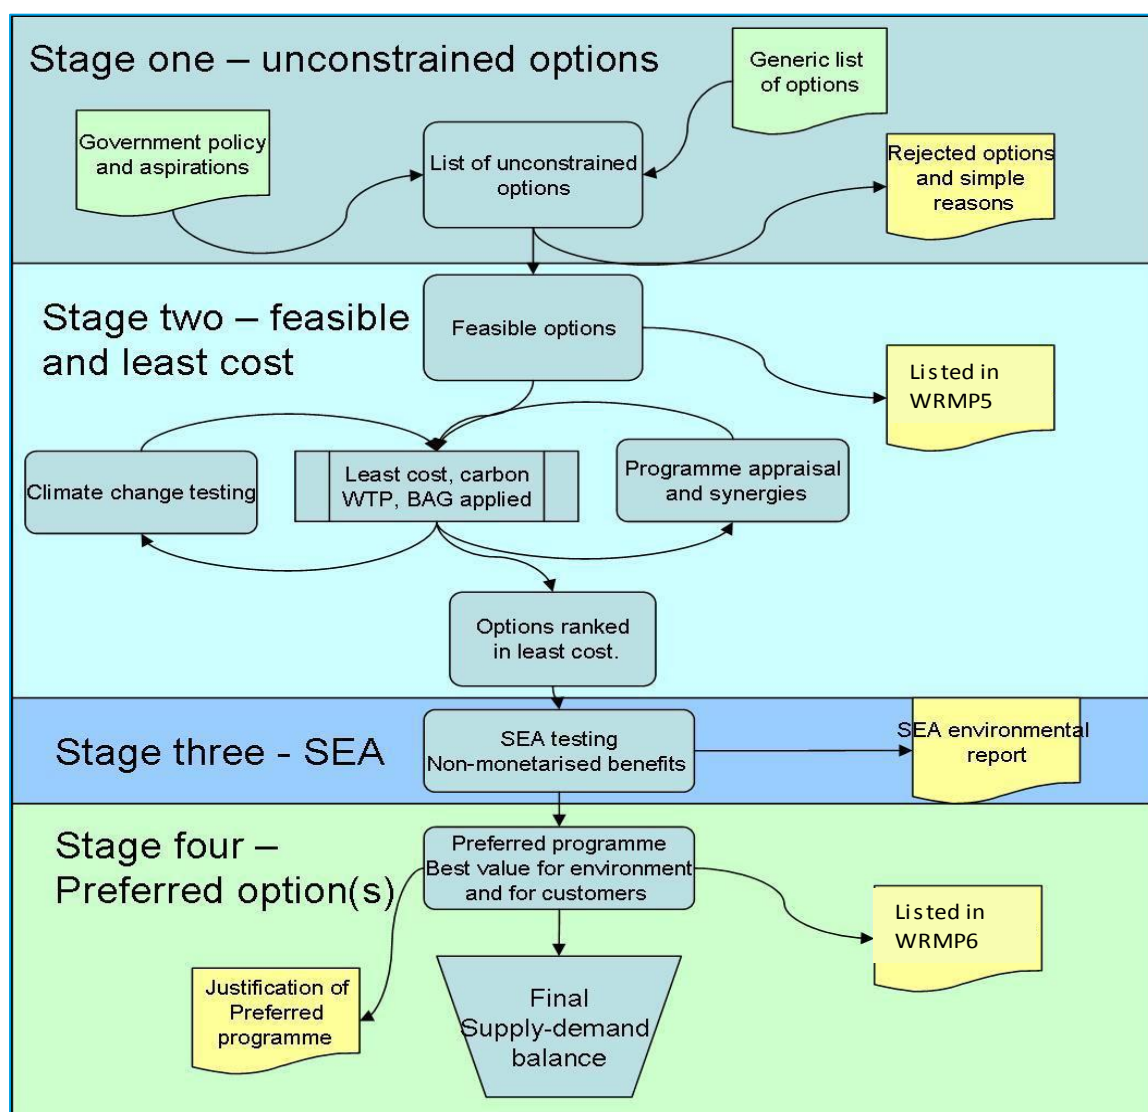 Stage one – unconstrained options
Generic list
of options
Government policy
and aspirations
List of unconstrained
options
Rejected options
and simple
reasons
Stage two – feasible
and least cost
Feasible options
Listed in
WRMP5
Climate change testing
Least cost, carbon
WTP, BAG applied
Programme appraisal
and synergies
Options ranked
in least cost.
Stage three - SEA
SEA testing
Non-monetarised benefits
SEA environmental
report
Stage four –
Preferred option(s)
Preferred programme
Best value for environment
and for customers
Listed in
WRMP6
Justification of
Preferred
programme
Final
Supply-demand
balance